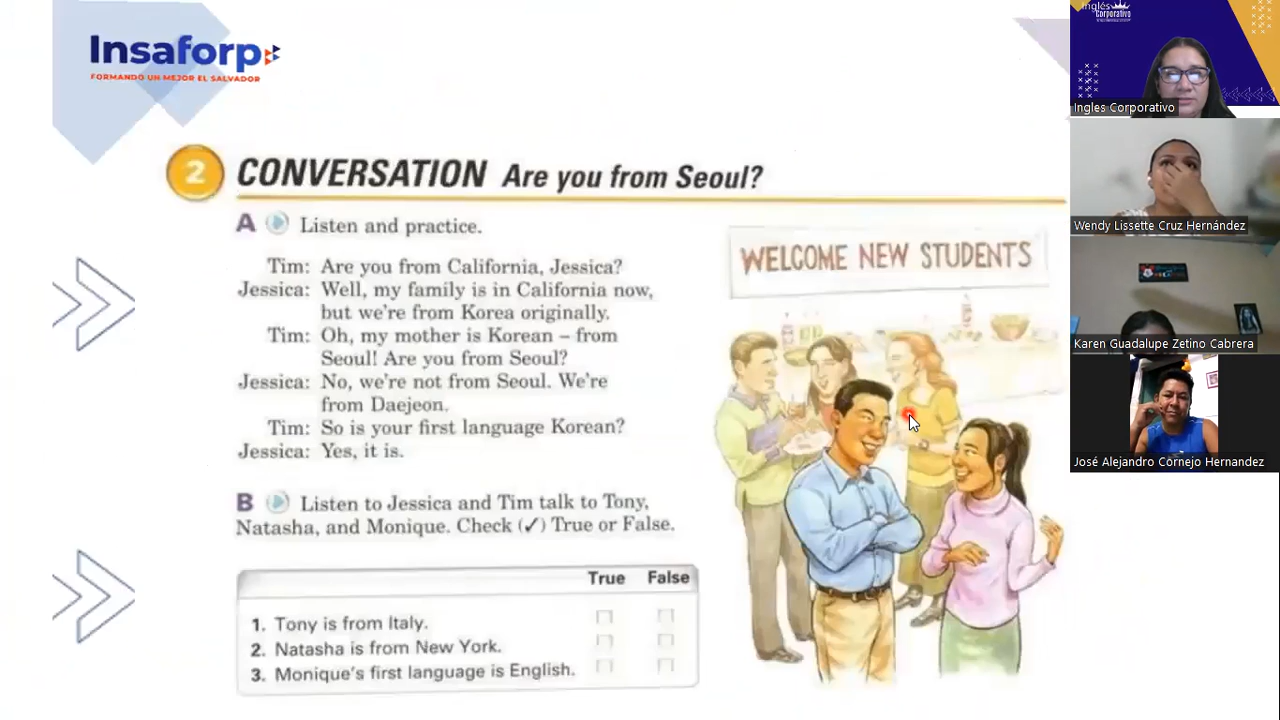 Insaforp
FORMANDO UN MEJOR EL SALVADOR
2 CONVERSATION Are you from Seoul?
A Listen and practice.
Tim: Are you from California, Jessica?
Jessica: Well, my family is in California now,
but we're from Korea originally.
Tim: Oh, my mother is Korean – from
Seoul! Are you from Seoul?
Jessica: No, we're not from Seoul. We're
from Daejeon.
Tim: So is your first language Korean?
Jessica: Yes, it is.
B Listen to Jessica and Tim talk to Tony,
Natasha, and Monique. Check (✓) True or False.
True False
1. Tony is from Italy.
2. Natasha is from New York.
3. Monique's first language is English.
WELCOME NEW STUDENTS
Inglés
Corporativo
Ingles Corporativo
Wendy Lissette Cruz Hernández
Karen Guadalupe Zetino Cabrera
José Alejandro Cornejo Hernandez